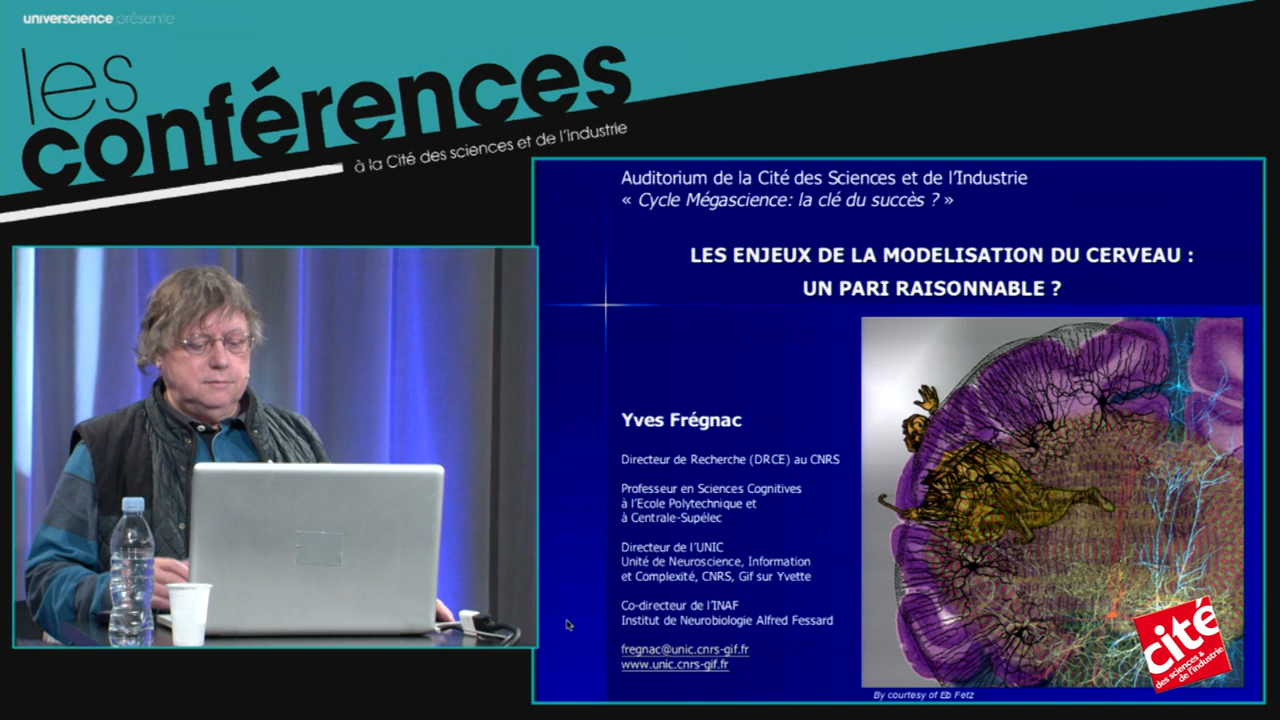 universcience présente
les
conférences
à la Cité des sciences et de l'industrie
Auditorium de la Cité des Sciences et de l'Industrie
« Cycle Mégascience: la clé du succès ? »
LES ENJEUX DE LA MODELISATION DU CERVEAU :
UN PARI RAISONNABLE ?
Yves Frégnac
Directeur de Recherche (DRCE) au CNRS
Professeur en Sciences Cognitives
à l'Ecole Polytechnique et
à Centrale-Supélec
Directeur de l'UNIC
Unité de Neuroscience, Information
et Complexité, CNRS, Gif sur Yvette
Co-directeur de l'INAF
Institut de Neurobiologie Alfred Fessard
fregnac@unic.cnrs-gif.fr
www.unic.cnrs-gif.fr
By courtesy of Eb Fetz
cité
des sciences &
de l'industrie